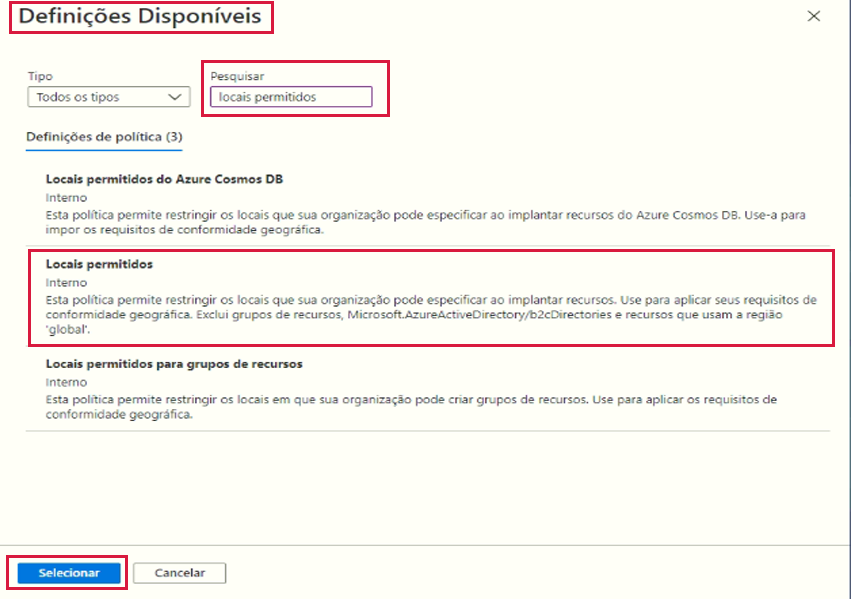 Definições Disponíveis
Tipo
Pesquisar
Todos os tipos
locais permitidos
Definições de política (3)
Locais permitidos do Azure Cosmos DB
Interno
Esta política permite restringir os locais que sua organização pode especificar ao implantar recursos do Azure Cosmos DB. Use-a para
impor os requisitos de conformidade geográfica.
Locais permitidos
Interno
Esta política permite restringir os locais que sua organização pode especificar ao implantar recursos. Use para aplicar seus requisitos de
conformidade geográfica. Exclui grupos de recursos, Microsoft.AzureActiveDirectory/b2cDirectories e recursos que usam a região
'global'.
Locais permitidos para grupos de recursos
Interno
Esta política permite restringir os locais em que sua organização pode criar grupos de recursos. Use para aplicar os requisitos de
conformidade geográfica.
Selecionar
Cancelar